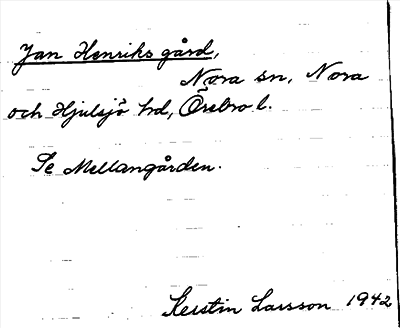 Jan Henriks gård,
Nora sn, Nora
och Hjulsjö hd, Örebro l.
Se Mellangården.
Kerstin Larsson 1942